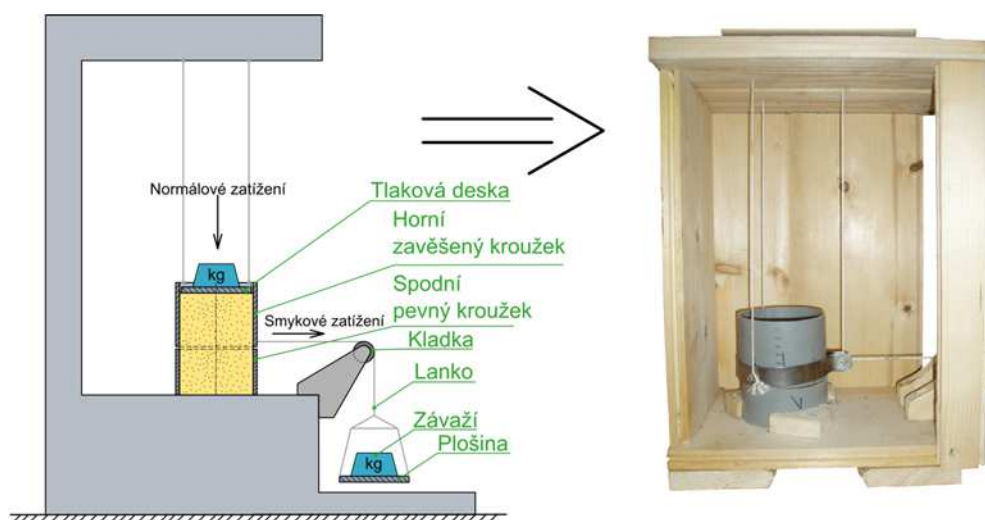 Normálové zatížení
Tlaková deska
Horní
zavěšený kroužek
kg
Spodní
pevný kroužek
Smykové zatížení
Kladka
Lanko
Závaží
kg
Plošina